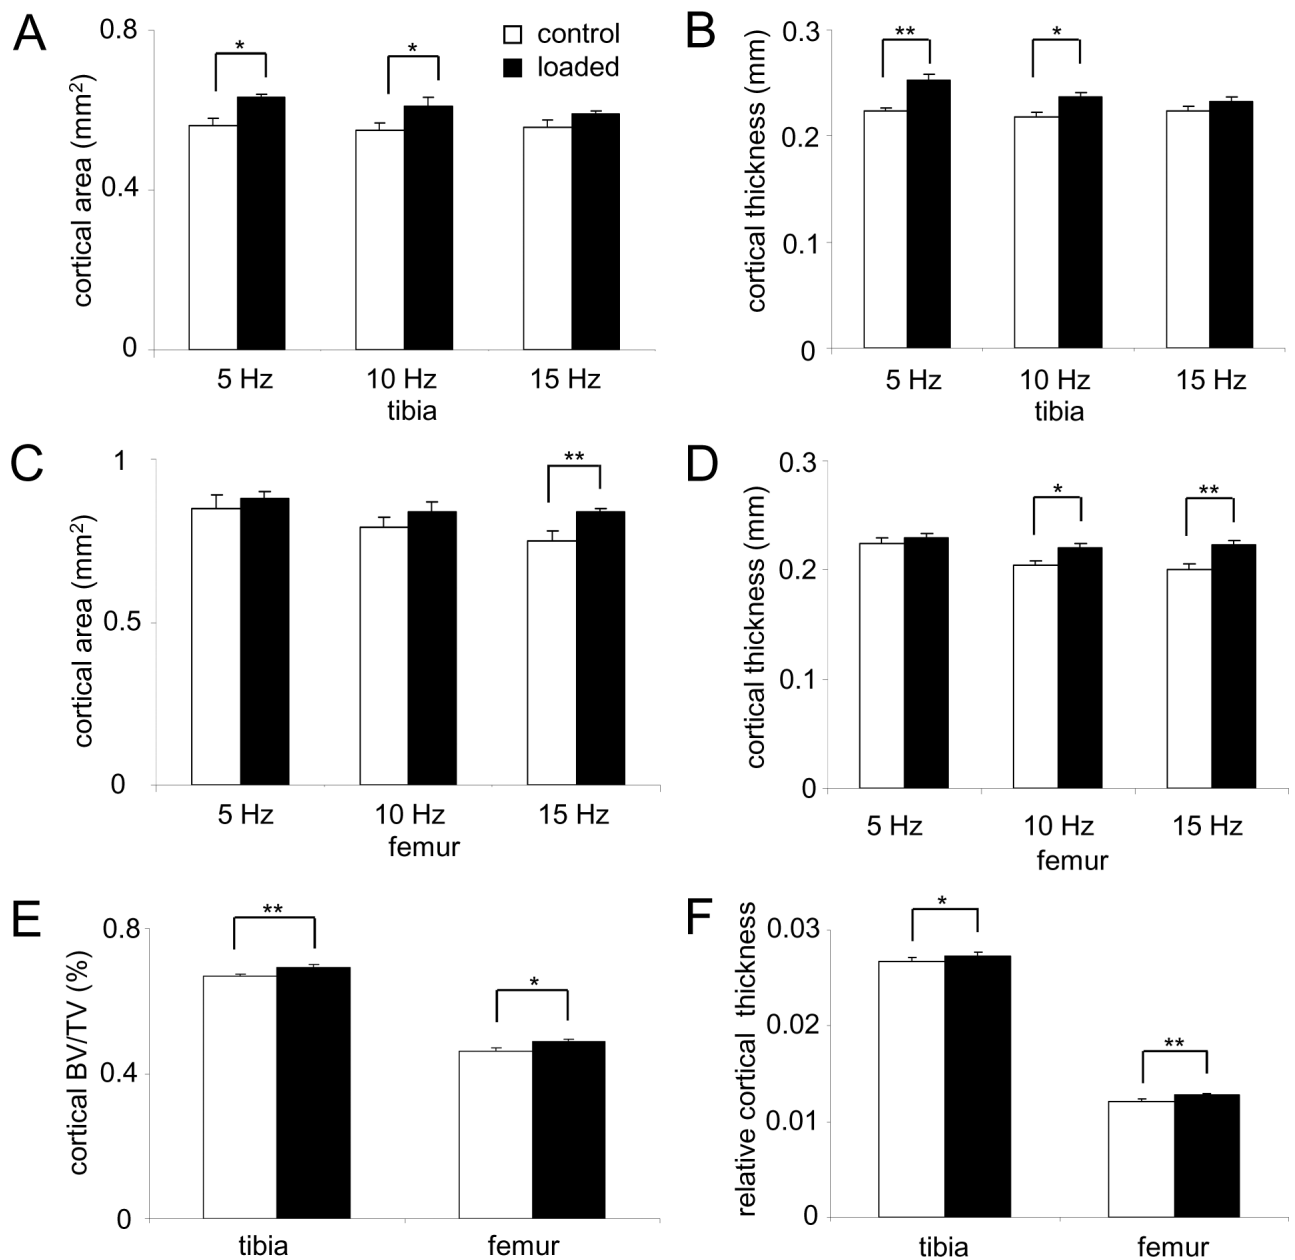 A
cortical area (mm2)
0.8
0.4
0
*
*
control
loaded
5 Hz
10 Hz
15 Hz
tibia
B
cortical thickness (mm)
0.3
0.2
0.1
0
**
*
5 Hz
10 Hz
15 Hz
tibia
C
cortical area (mm2)
1
0.5
0
**
5 Hz
10 Hz
15 Hz
femur
D
cortical thickness (mm)
0.3
0.2
0.1
0
*
**
5 Hz
10 Hz
15 Hz
femur
E
cortical BV/TV (%)
0.8
0.4
0
**
*
tibia
femur
F
relative cortical thickness
0.03
0.02
0.01
0
*
**
tibia
femur